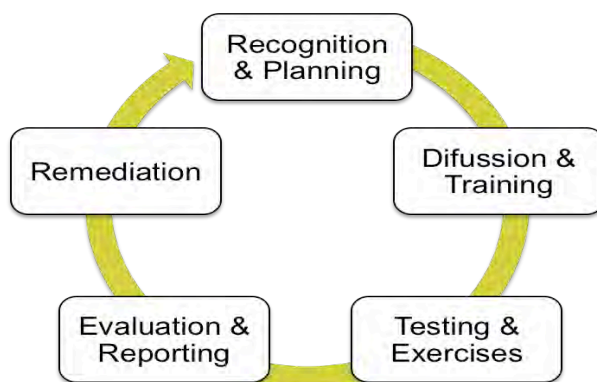 Recognition
& Planning
Difussion &
Training
Testing &
Exercises
Evaluation &
Reporting
Remediation